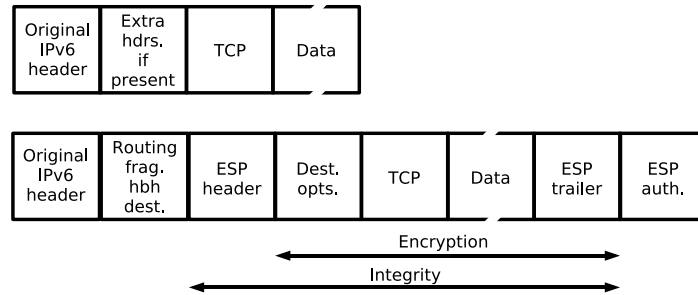 Original
IPv6
header
Extra
hdrs.
if
present
TCP
Data
Original
IPv6
header
Routing
frag.
hbh
dest.
ESP
header
Dest.
opts.
TCP
Data
ESP
trailer
ESP
auth.
Encryption
Integrity